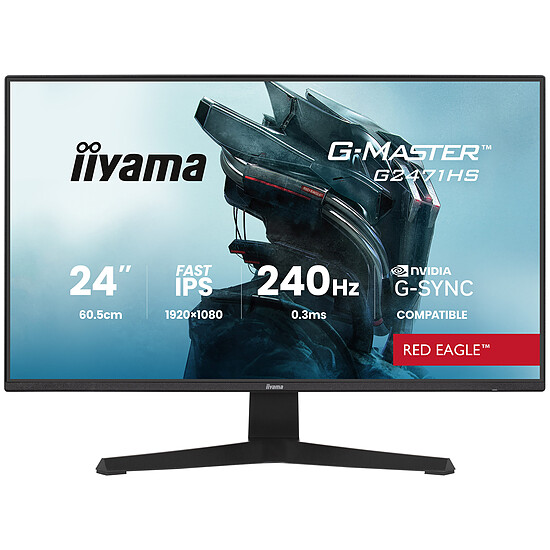 iiyama
G-MASTER™
G2471HS
24"
60.5cm
FAST
IPS
1920×1080
240Hz
0.3ms
NVIDIA
G-SYNC
COMPATIBLE
RED EAGLE™
iiyama